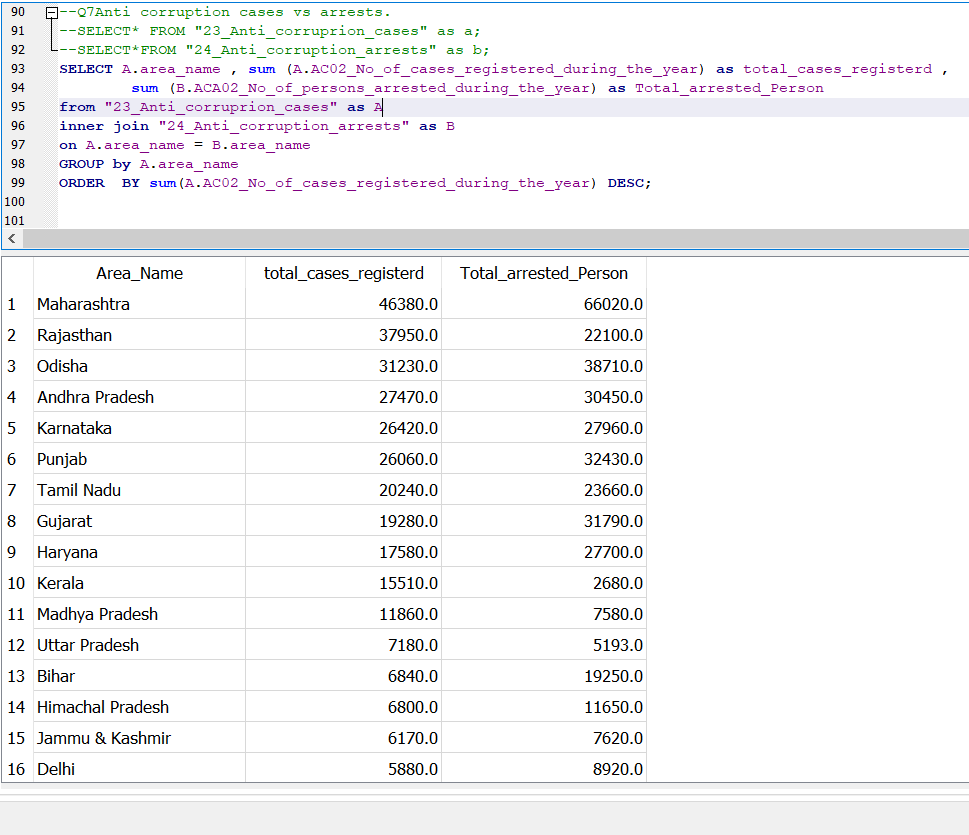 90 --Q7Anti corruption cases vs arrests.
91 --SELECT* FROM "23_Anti_corruprion_cases" as a;
92 --SELECT*FROM "24_Anti_corruption_arrests" as b;
93 SELECT A.area_name , sum (A.AC02_No_of_cases_registered_during_the_year) as total_cases_registerd ,
94 sum (B.ACA02_No_of_persons_arrested_during_the_year) as Total_arrested_Person
95 from "23_Anti_corruprion_cases" as A
96 inner join "24_Anti_corruption_arrests" as B
97 on A.area_name = B.area_name
98 GROUP by A.area_name
99 ORDER  BY sum(A.AC02_No_of_cases_registered_during_the_year) DESC;
100
101
Area_Name total_cases_registerd Total_arrested_Person
1 Maharashtra 46380.0 66020.0
2 Rajasthan 37950.0 22100.0
3 Odisha 31230.0 38710.0
4 Andhra Pradesh 27470.0 30450.0
5 Karnataka 26420.0 27960.0
6 Punjab 26060.0 32430.0
7 Tamil Nadu 20240.0 23660.0
8 Gujarat 19280.0 31790.0
9 Haryana 17580.0 27700.0
10 Kerala 15510.0 2680.0
11 Madhya Pradesh 11860.0 7580.0
12 Uttar Pradesh 7180.0 5193.0
13 Bihar 6840.0 19250.0
14 Himachal Pradesh 6800.0 11650.0
15 Jammu & Kashmir 6170.0 7620.0
16 Delhi 5880.0 8920.0